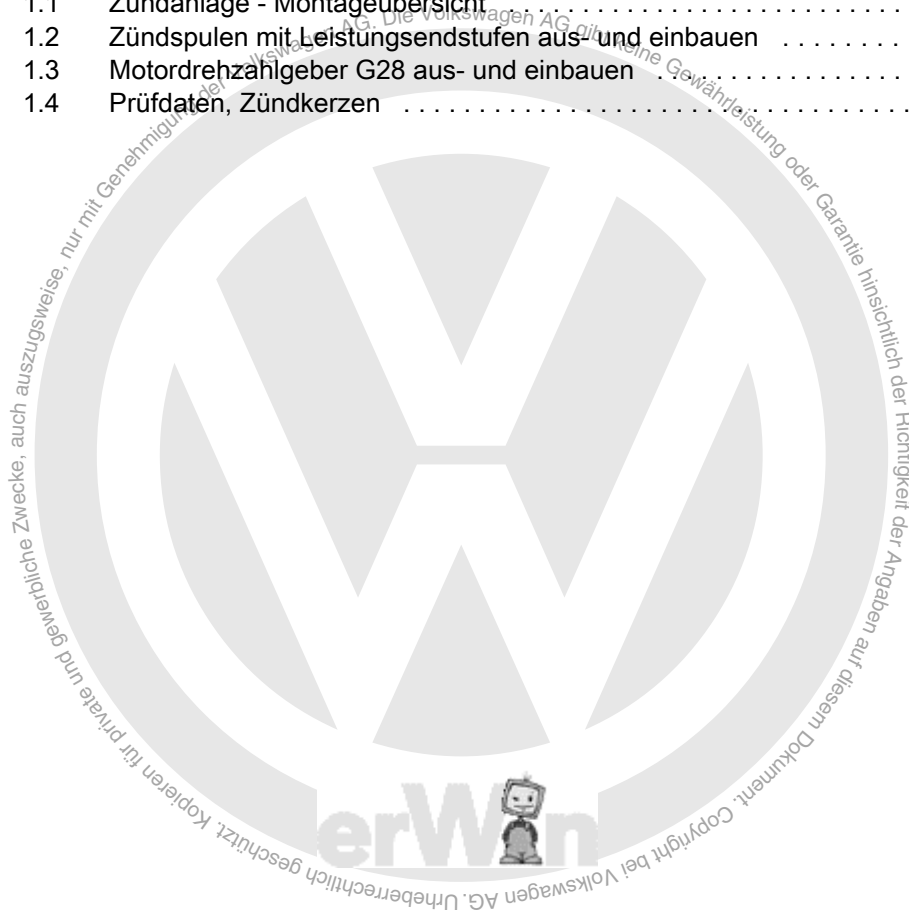 1.1 Zündanlage - Montageübersicht . . . . . . . . . . . . . . . . . . . . . . . . .
1.2 Zündspulen mit Leistungsendstufen aus- und einbauen . . . . . . . .
1.3 Motordrehzahlgeber G28 aus- und einbauen . . . . . . . . . . . . . . . .
1.4 Prüfdaten, Zündkerzen . . . . . . . . . . . . . . . . . . . . . . . . . . . . . . . . . .
Urheberrechtlich geschützt. Kopieren für private und gewerbliche Zwecke, auch auszugsweise, nur mit Genehmigung der Volkswagen AG. Die Volkswagen AG gibt keine Gewährleistung oder Garantie hinsichtlich der Richtigkeit der Angaben auf diesem Dokument. Copyright bei Volkswagen AG.
erWin